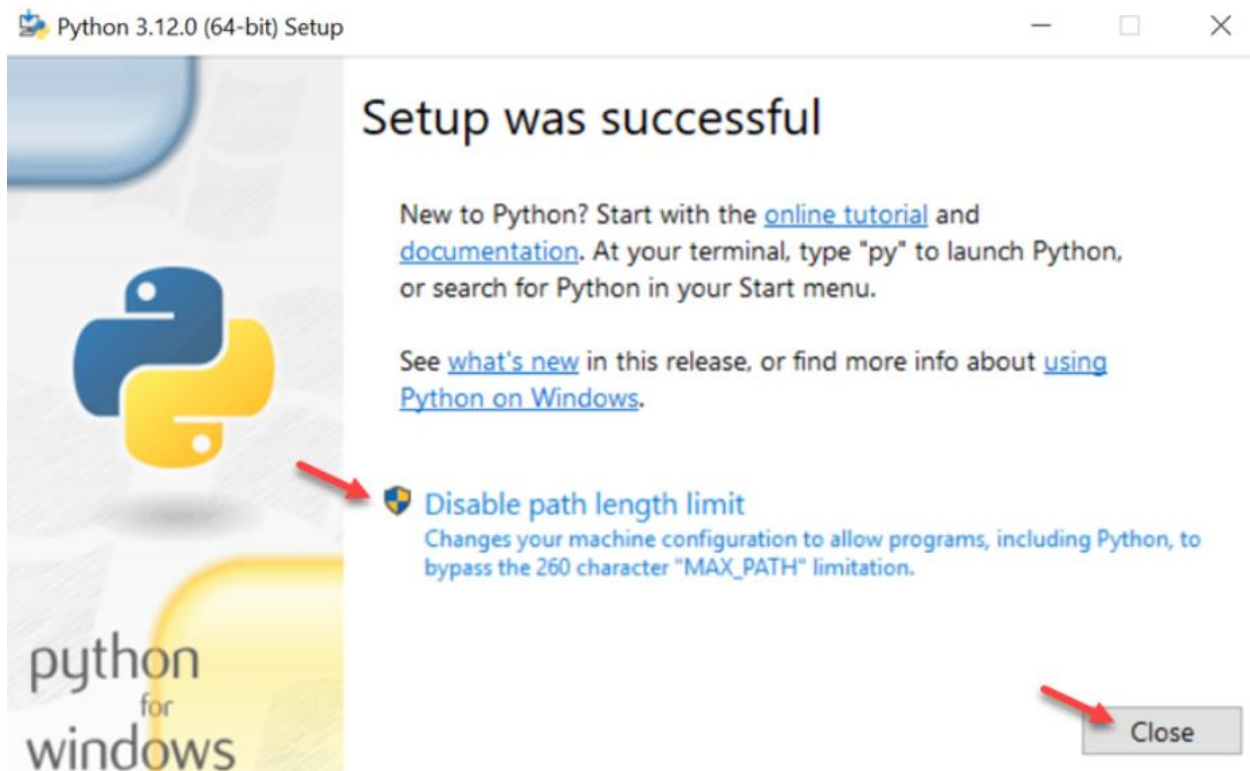 Python 3.12.0 (64-bit) Setup
Setup was successful
New to Python? Start with the online tutorial and
documentation. At your terminal, type "py" to launch Python,
or search for Python in your Start menu.
See what's new in this release, or find more info about using
Python on Windows.
Disable path length limit
Changes your machine configuration to allow programs, including Python, to
bypass the 260 character "MAX_PATH" limitation.
python
for
windows
Close